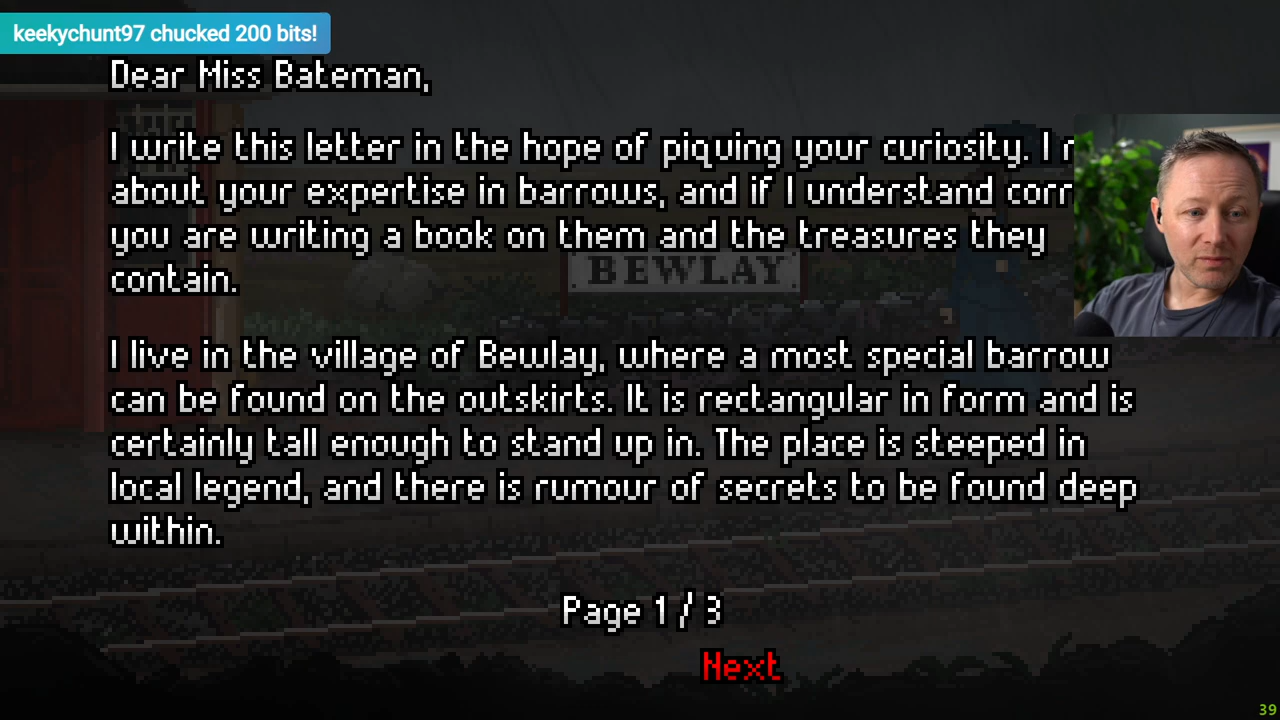 keekychunt97 chucked 200 bits!
Dear Miss Bateman,
I write this letter in the hope of piquing your curiosity. I
about your expertise in barrows, and if I understand
you are writing a book on them and the treasures they
contain.
BEWLAY
I live in the village of Bewlay, where a most special barrow
can be found on the outskirts. It is rectangular in form and is
certainly tall enough to stand up in. The place is steeped in
local legend, and there is rumour of secrets to be found deep
within.
Page 1 / 3
Next
39